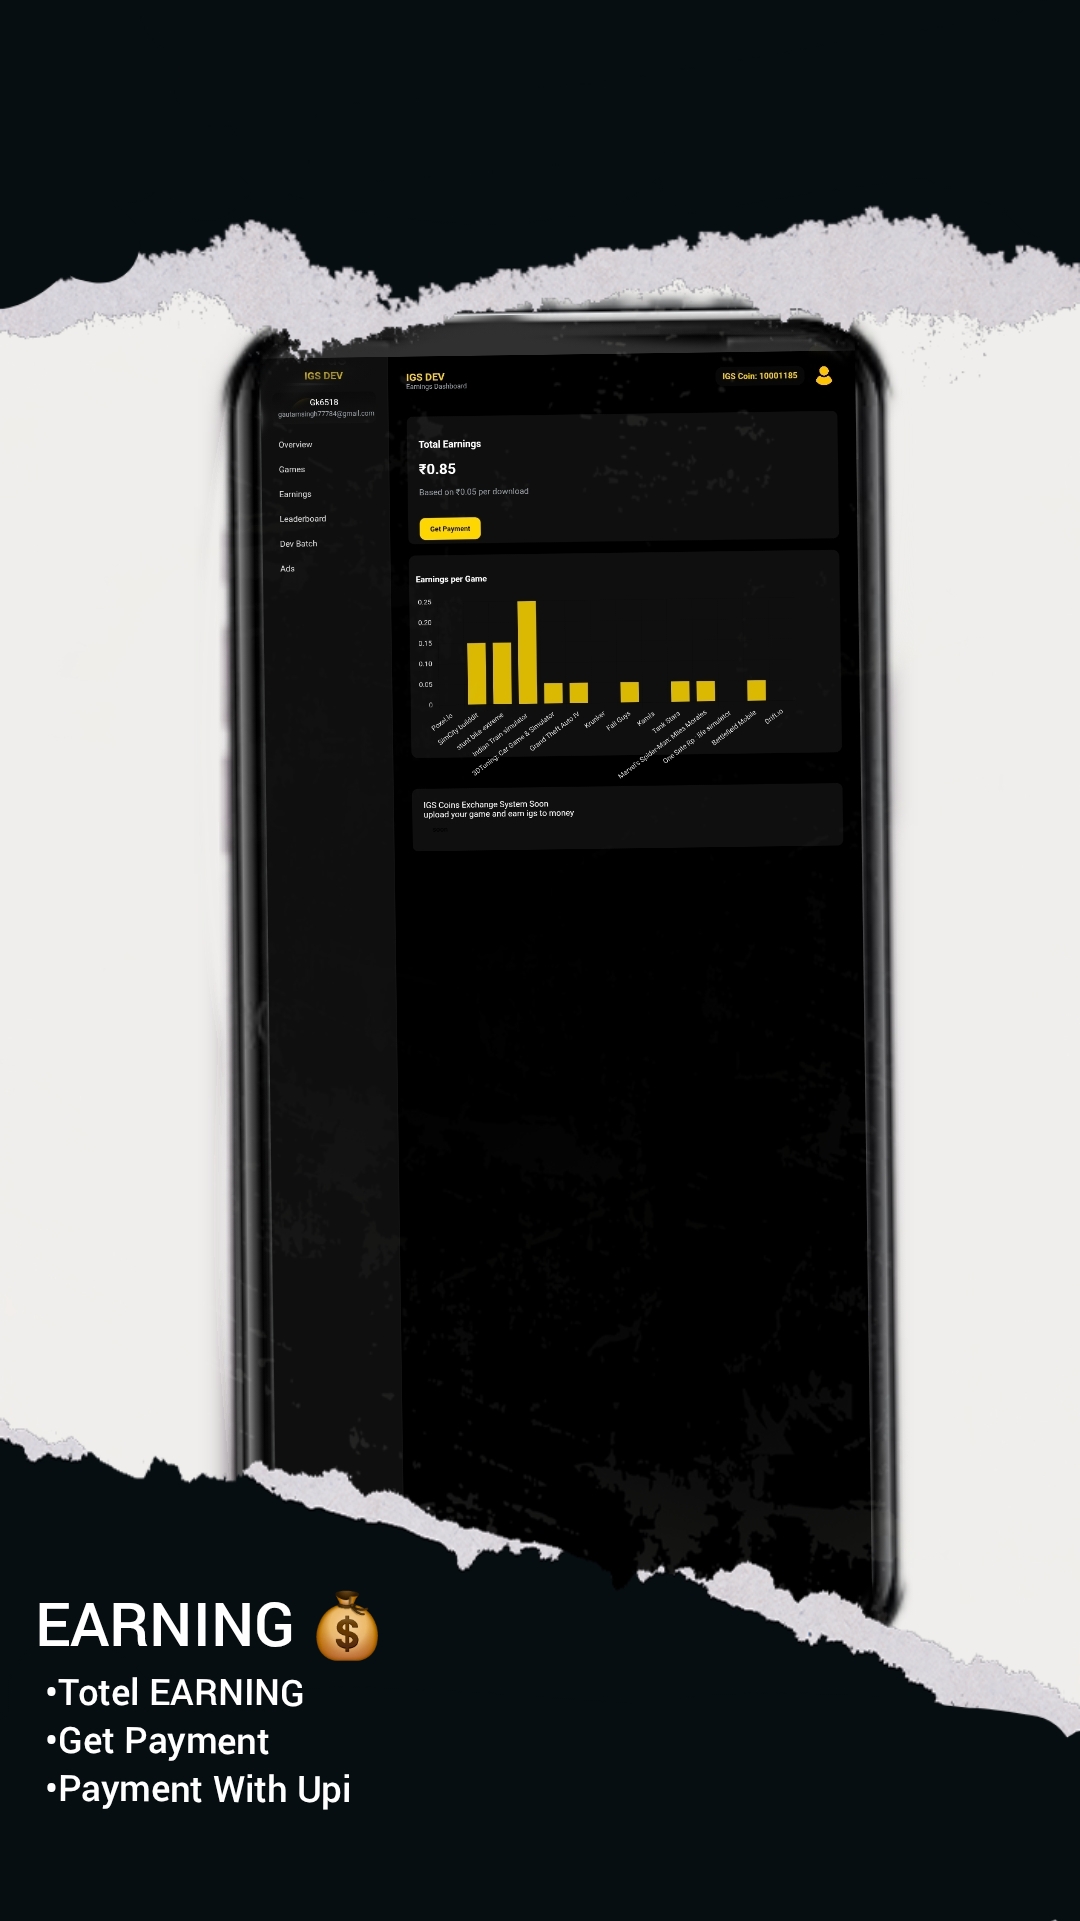 IGS DEV
Gk6518
gautamsingh77784@gmail.com
Overview
Games
Earnings
Leaderboard
Dev Batch
Ads
IGS DEV
Earnings Dashboard
IGS Coin: 10001185
Total Earnings
₹0.85
Based on ₹0.05 per download
Get Payment
Earnings per Game
0.25
0.20
0.15
0.10
0.05
0
Poxel.io
SimCity buildldt
stunt bike extreme
Indian Train simulator
3DTuning: Car Game & Simulator
Grand Theft Auto IV
Krunker
Fall Guys
Tank Stars
Marvel's Spider-Man: Miles Morales
One State Rp - life simulator
Battlefield Mobile
Drift.io
IGS Coins Exchange System Soon
upload your game and earn igs to money
EARNING 💰
•Totel EARNING
•Get Payment
•Payment With Upi